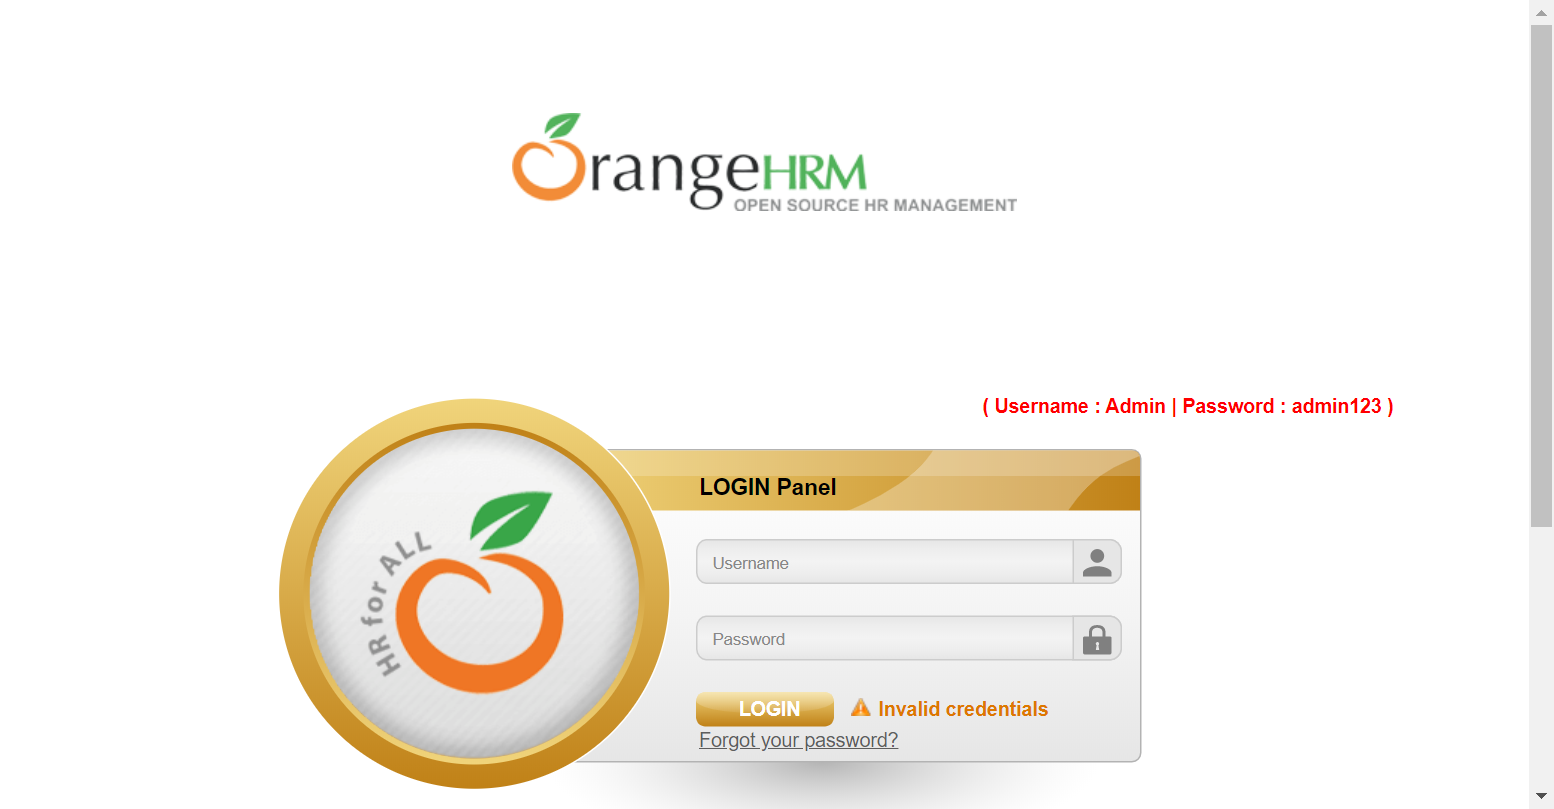 OrangeHRM
OPEN SOURCE HR MANAGEMENT
( Username : Admin | Password : admin123 )
HR for ALL
LOGIN Panel
Username
Password
LOGIN
Invalid credentials
Forgot your password?